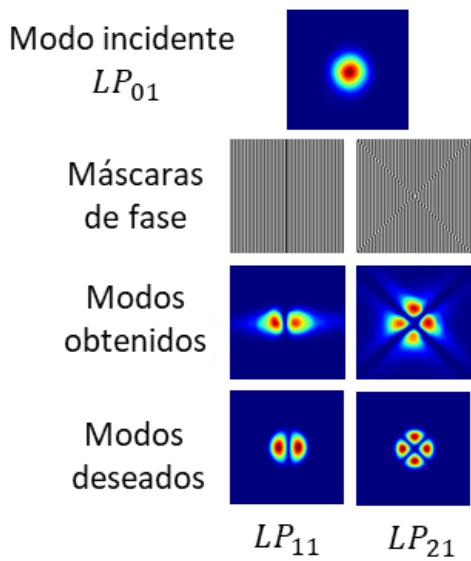 Modo incidente
LP01
Máscaras
de fase
Modos
obtenidos
Modos
deseados
LP11 LP21